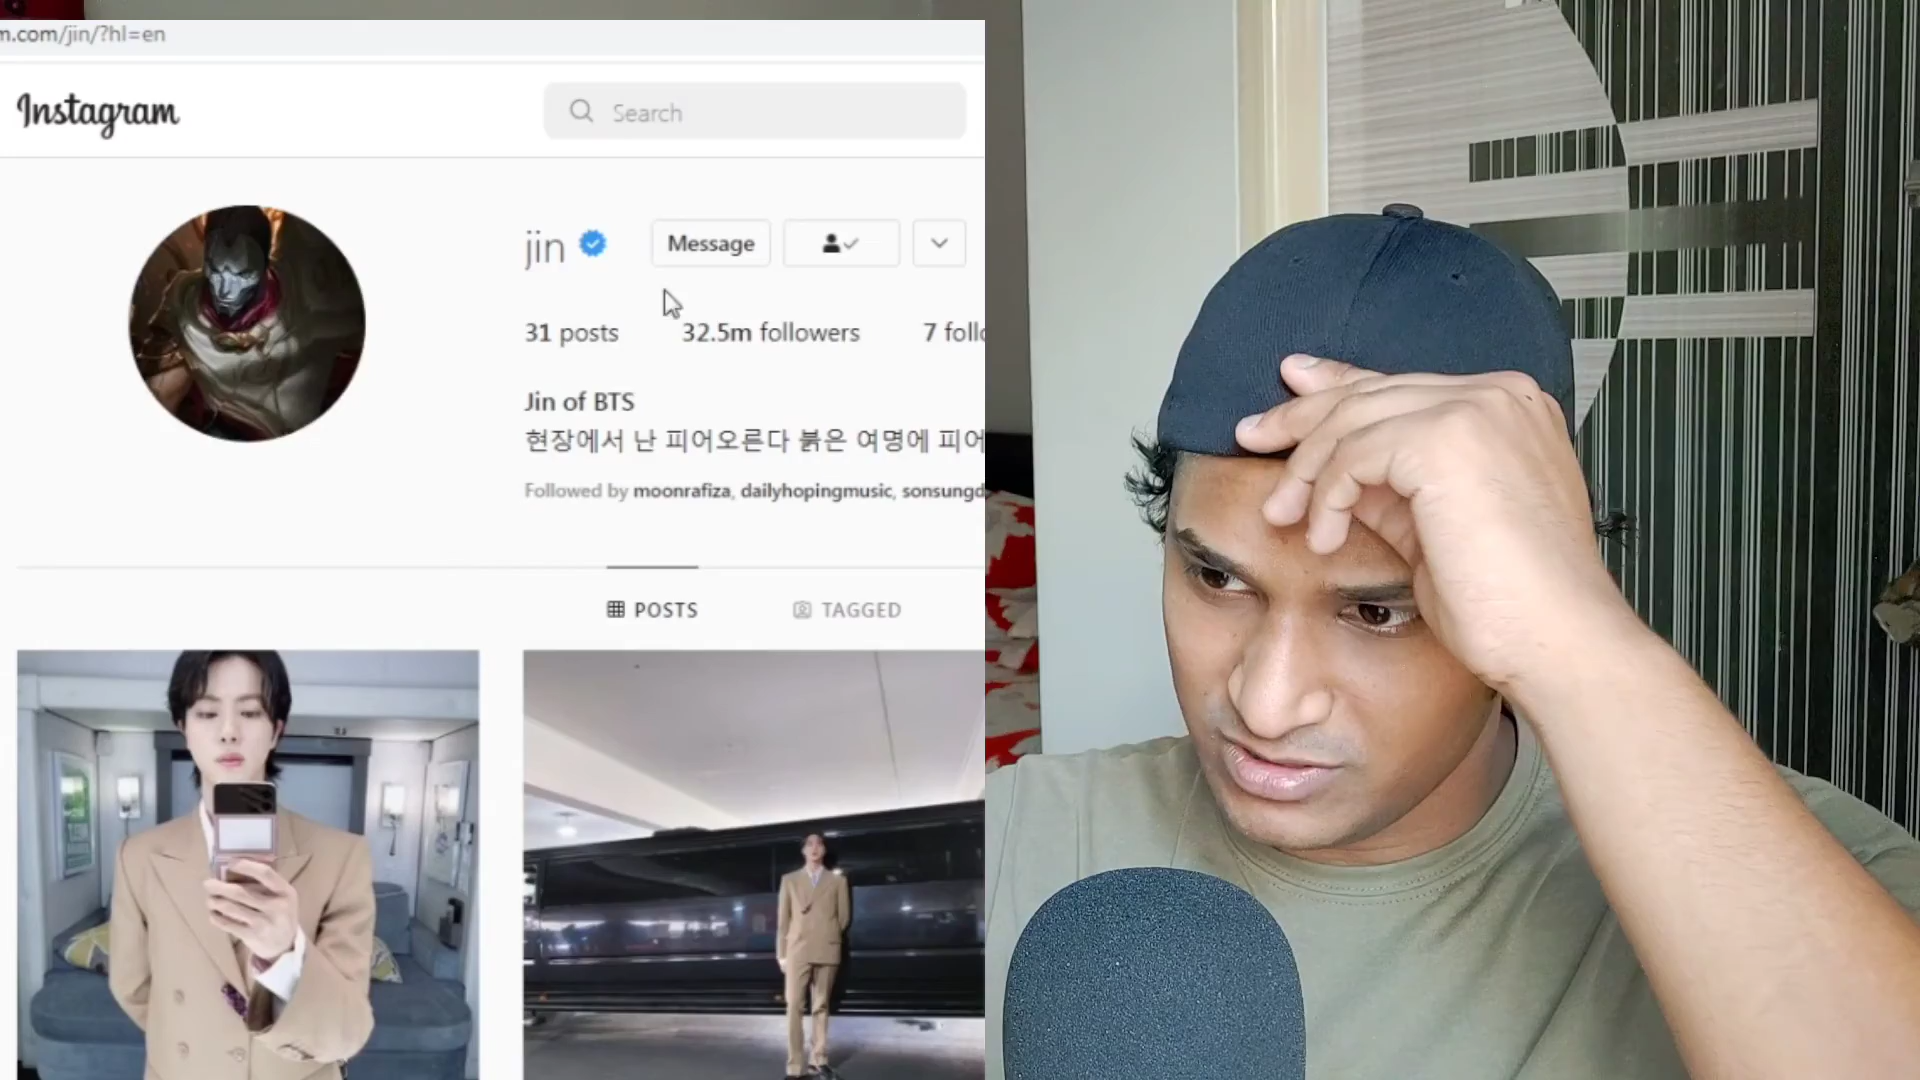 m.com/jin/?hl=en
Instagram
Search
jin
Message
31 posts 32.5m followers 7 follo
Jin of BTS
현장에서 난 피어오른다 붉은 여명에 피어
Followed by moonrafiza, dailyhopingmusic, sonsungd
POSTS TAGGED